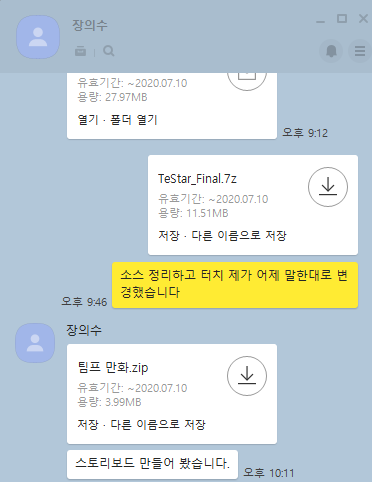 장의수
유효기간: ~2020.07.10
용량: 27.97MB
열기 · 폴더 열기
오후 9:12
TeStar_Final.7z
유효기간: ~2020.07.10
용량: 11.51MB
저장 · 다른 이름으로 저장
소스 정리하고 터치 제가 어제 말한대로 변
경했습니다
오후 9:46
장의수
팀프 만화.zip
유효기간: ~2020.07.10
용량: 3.99MB
저장 · 다른 이름으로 저장
스토리보드 만들어 봤습니다.
오후 10:11